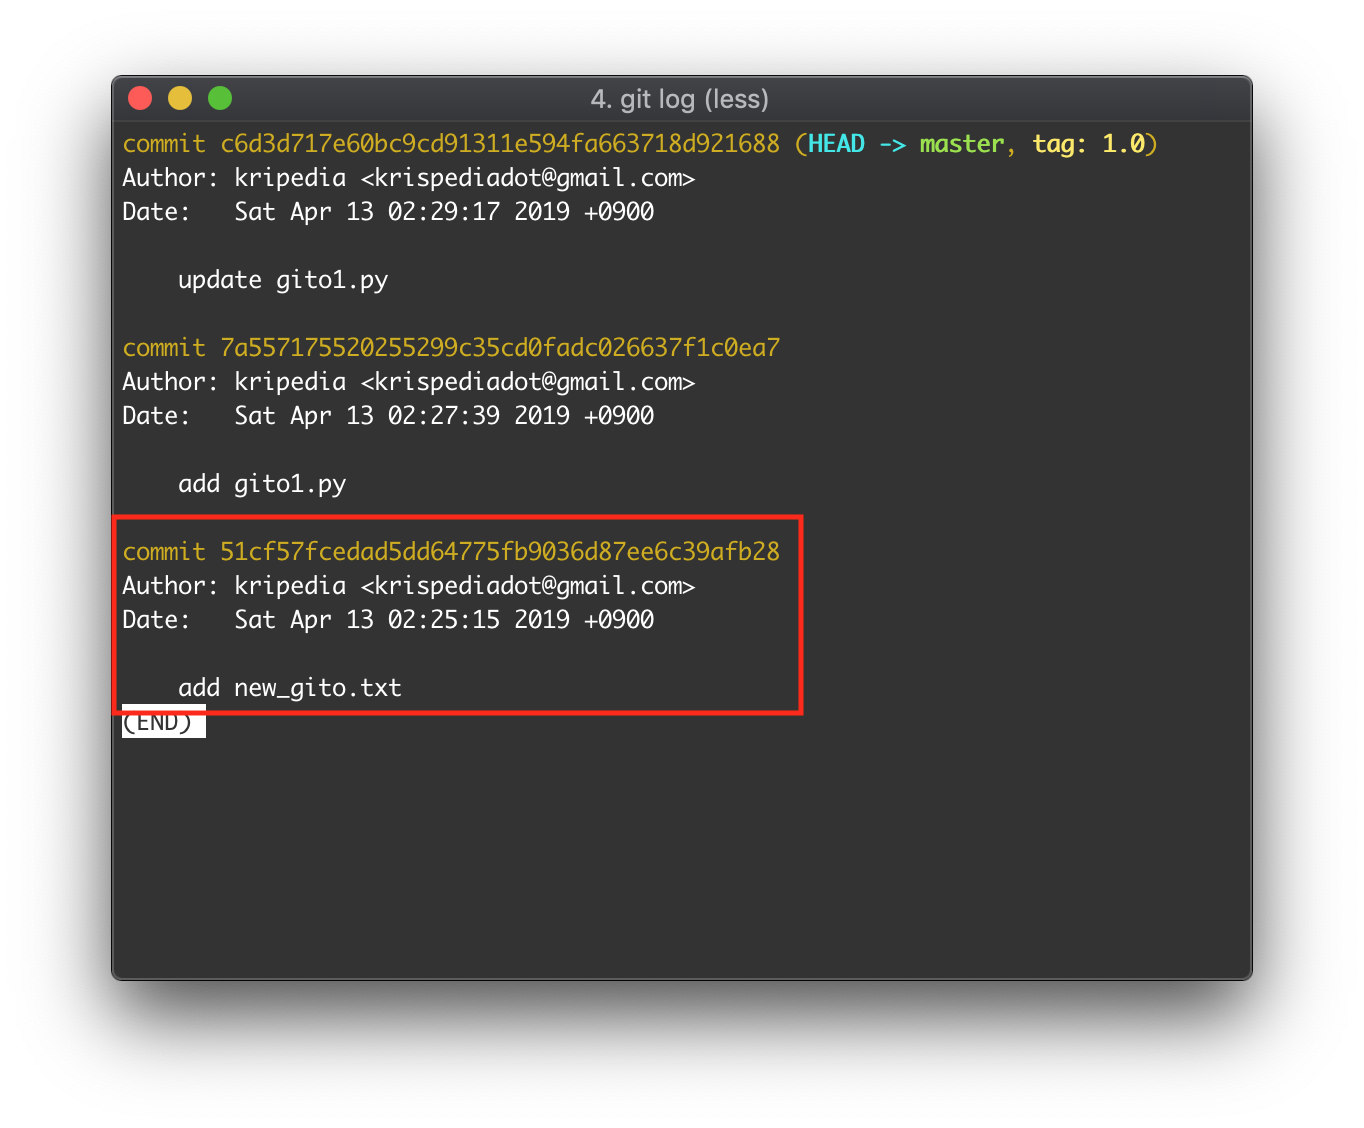 4. git log (less)
commit c6d3d717e60bc9cd91311e594fa663718d921688 (HEAD -> master, tag: 1.0)
Author: kripedia <krispediadot@gmail.com>
Date:   Sat Apr 13 02:29:17 2019 +0900
    update gito1.py
commit 7a557175520255299c35cd0fadc026637f1c0ea7
Author: kripedia <krispediadot@gmail.com>
Date:   Sat Apr 13 02:27:39 2019 +0900
    add gito1.py
commit 51cf57fcedad5dd64775fb9036d87ee6c39afb28
Author: kripedia <krispediadot@gmail.com>
Date:   Sat Apr 13 02:25:15 2019 +0900
    add new_gito.txt
(END)